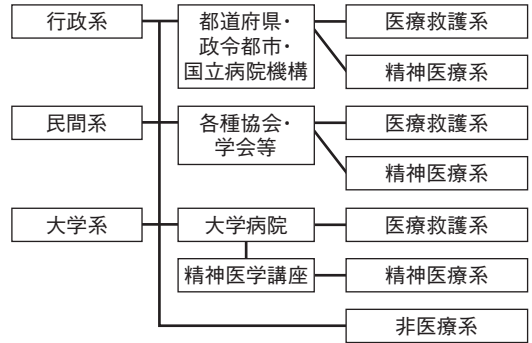 行政系
都道府県・
政令都市・
国立病院機構
医療救護系
精神医療系
民間系
各種協会・
学会等
医療救護系
精神医療系
大学系
大学病院
医療救護系
精神医学講座
精神医療系
非医療系